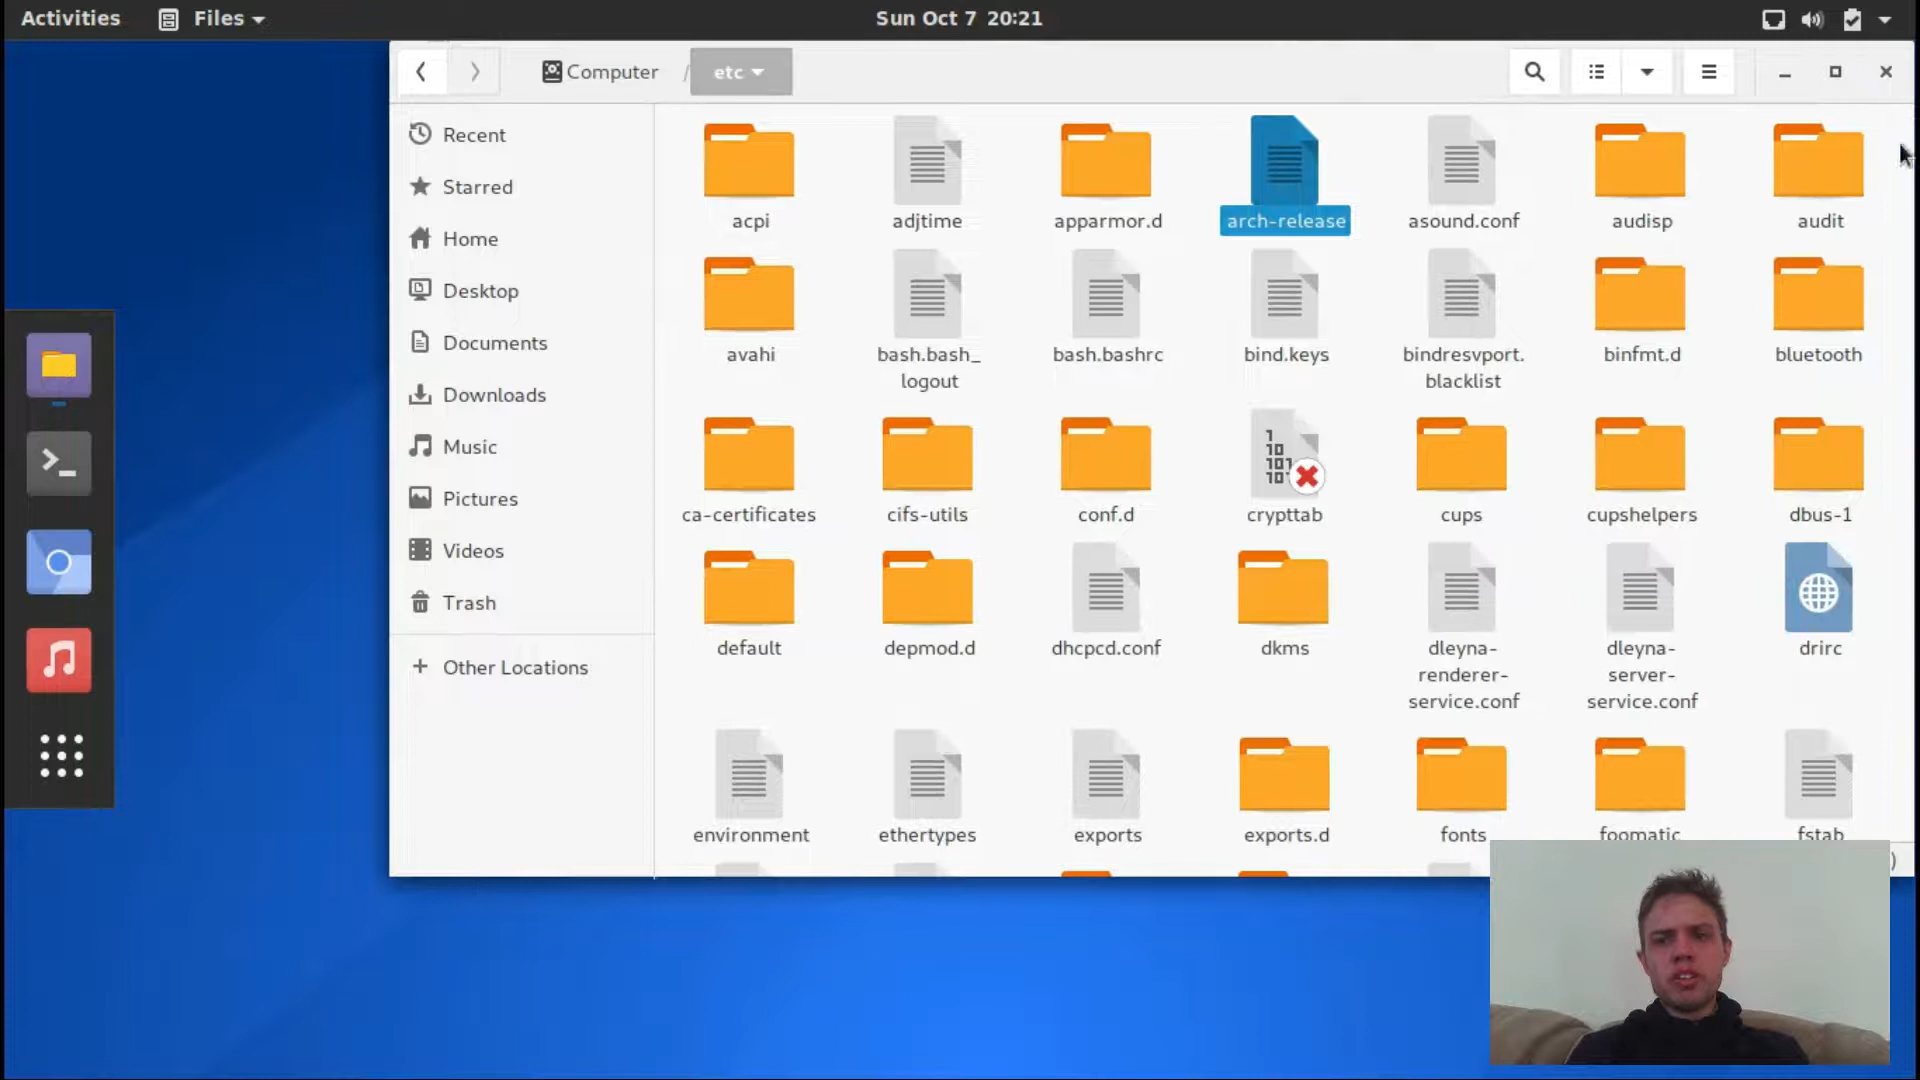 Activities
Files
Sun Oct 7 20:21
Computer
/
etc
Recent
Starred
Home
Desktop
Documents
Downloads
Music
Pictures
Videos
Trash
+ Other Locations
acpi
adjtime
apparmor.d
arch-release
asound.conf
audisp
audit
avahi
bash.bash_
logout
bash.bashrc
bind.keys
bindresvport.
blacklist
binfmt.d
bluetooth
ca-certificates
cifs-utils
conf.d
1
10
101
crypttab
cups
cupshelpers
dbus-1
default
depmod.d
dhcpcd.conf
dkms
dleyna-
renderer-
service.conf
dleyna-
server-
service.conf
drirc
environment
ethertypes
exports
exports.d
fonts
foomatic
fstab
)